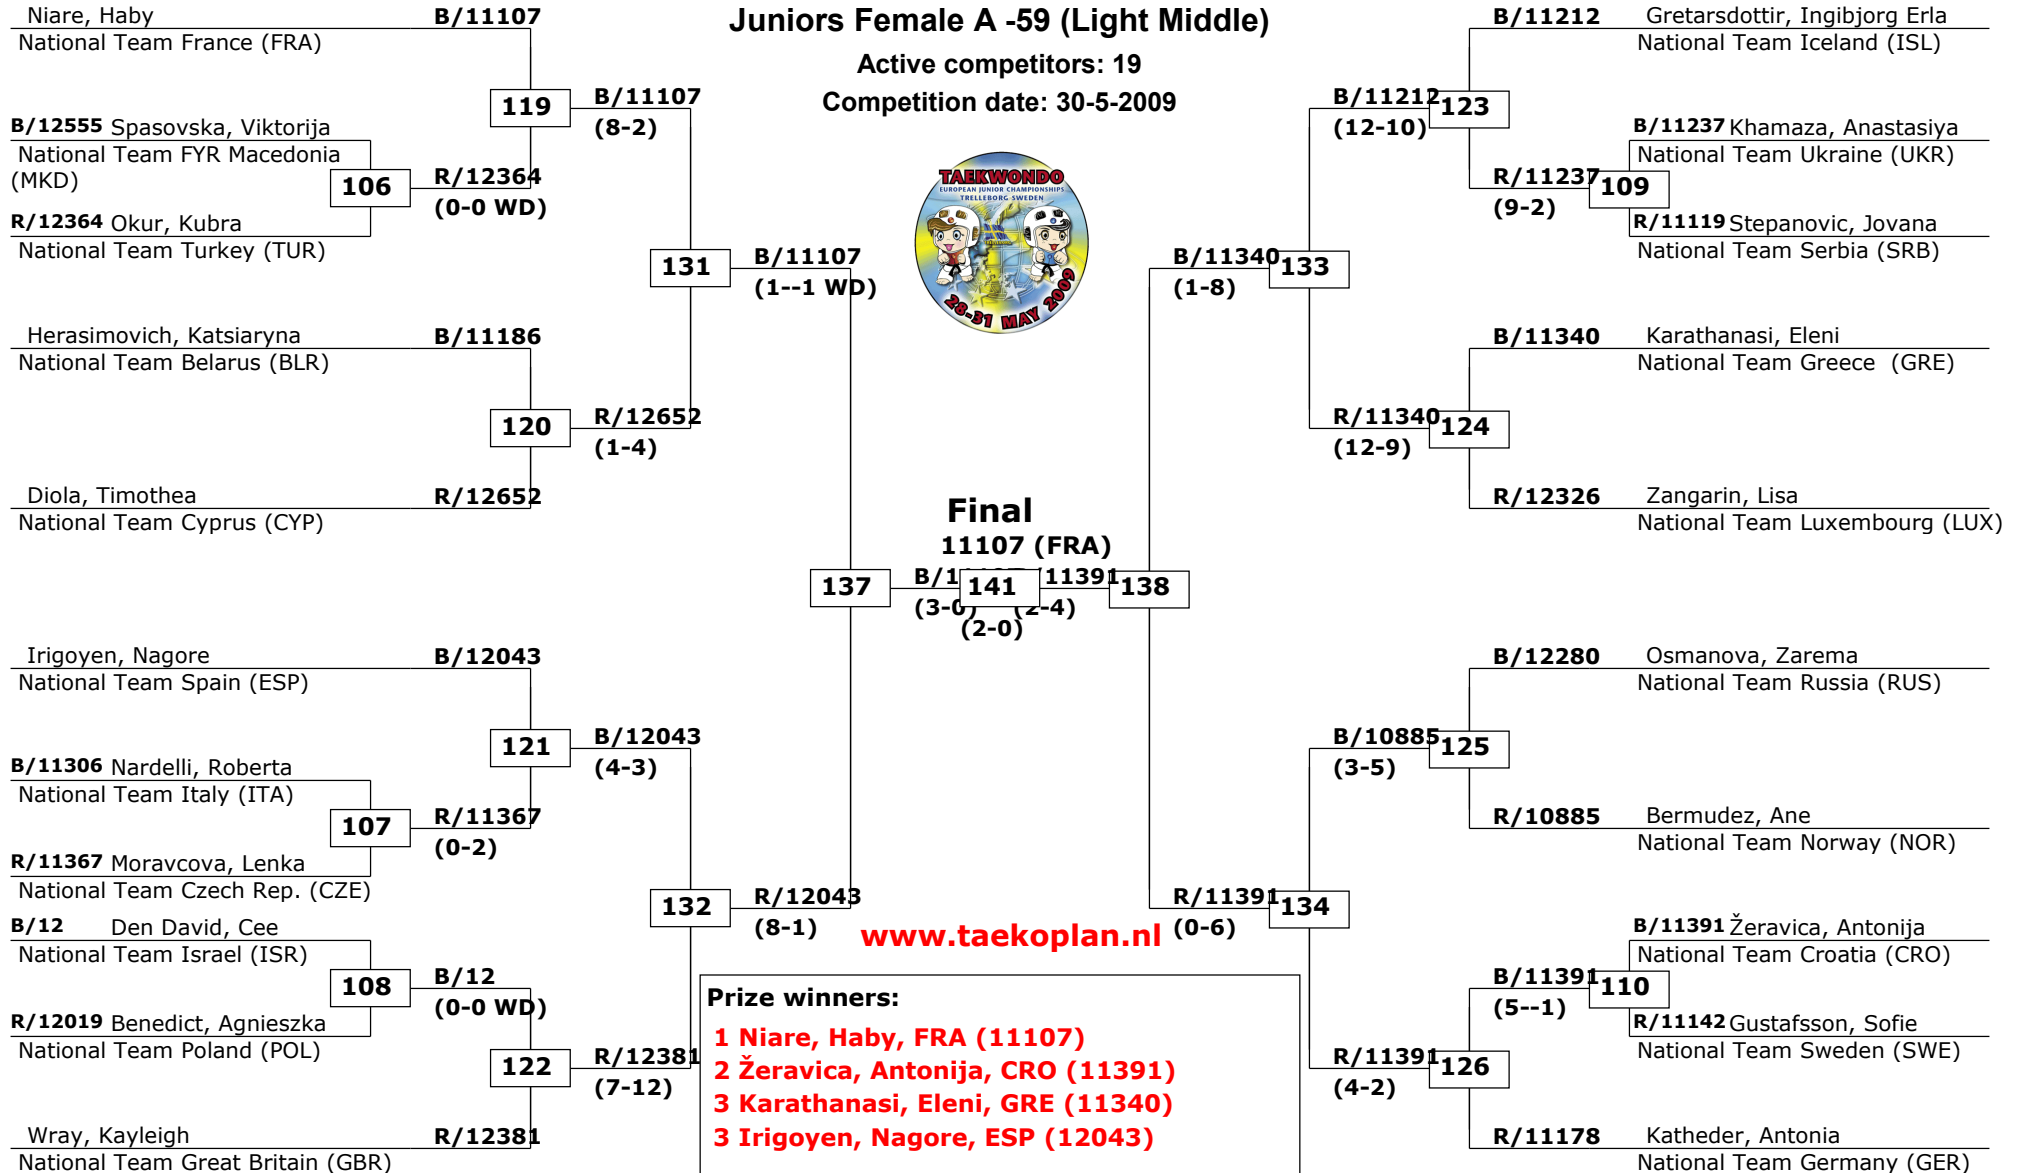 Juniors Female A -59 (Light Middle)
Active competitors: 19
Competition date: 30-5-2009
Niare, Haby
B/11107
National Team France (FRA)
119
B/11107
(8-2)
B/12555 Spasovska, Viktorija
National Team FYR Macedonia
(MKD)
106
R/12364
(0-0 WD)
R/12364 Okur, Kubra
National Team Turkey (TUR)
131
B/11107
(1--1 WD)
Herasimovich, Katsiaryna
B/11186
National Team Belarus (BLR)
120
R/12652
(1-4)
Diola, Timothea
R/12652
National Team Cyprus (CYP)
Irigoyen, Nagore
B/12043
National Team Spain (ESP)
121
B/12043
(4-3)
B/11306 Nardelli, Roberta
National Team Italy (ITA)
107
R/11367
(0-2)
R/11367 Moravcova, Lenka
National Team Czech Rep. (CZE)
132
R/12043
(8-1)
B/12 Den David, Cee
National Team Israel (ISR)
108
B/12
(0-0 WD)
R/12019 Benedict, Agnieszka
National Team Poland (POL)
122
R/12381
(7-12)
Wray, Kayleigh
R/12381
National Team Great Britain (GBR)
TAEKWONDO
EUROPEAN JUNIOR CHAMPIONSHIPS
TRELLEBORG SWEDEN
28-31 MAY 2009
Final
11107 (FRA)
137
(3-0)
141
11391
(2-4)
138
(2-0)
B/11212 Gretarsdottir, Ingibjorg Erla
National Team Iceland (ISL)
B/11212
(12-10)
123
B/11237 Khamaza, Anastasiya
National Team Ukraine (UKR)
R/11237
(9-2)
109
R/11119 Stepanovic, Jovana
National Team Serbia (SRB)
B/11340
(1-8)
133
B/11340 Karathanasi, Eleni
National Team Greece (GRE)
R/11340
(12-9)
124
R/12326 Zangarin, Lisa
National Team Luxembourg (LUX)
B/12280 Osmanova, Zarema
National Team Russia (RUS)
B/10885
(3-5)
125
R/10885 Bermudez, Ane
National Team Norway (NOR)
R/11391
(0-6)
134
B/11391 Žeravica, Antonija
National Team Croatia (CRO)
B/11391
(5--1)
110
R/11142 Gustafsson, Sofie
National Team Sweden (SWE)
R/11391
(4-2)
126
R/11178 Katheder, Antonia
National Team Germany (GER)
www.taekoplan.nl
Prize winners:
1 Niare, Haby, FRA (11107)
2 Žeravica, Antonija, CRO (11391)
3 Karathanasi, Eleni, GRE (11340)
3 Irigoyen, Nagore, ESP (12043)